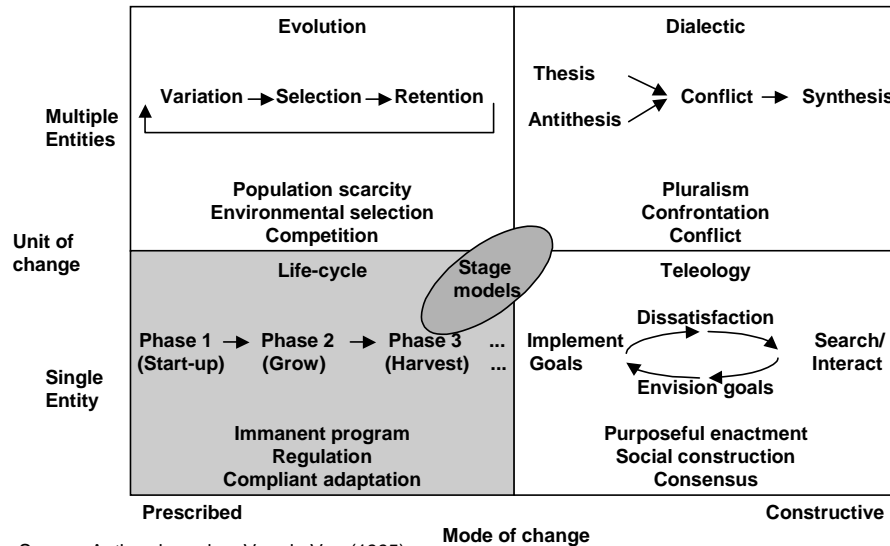 Evolution
Variation Selection Retention
Population scarcity
Environmental selection
Competition
Dialectic
Thesis
Antithesis
Conflict Synthesis
Pluralism
Confrontation
Conflict
Multiple
Entities
Unit of
change
Single
Entity
Life-cycle
Phase 1 Phase 2 Phase 3 ...
(Start-up) (Grow) (Harvest) ...
Immanent program
Regulation
Compliant adaptation
Stage
models
Teleology
Dissatisfaction
Implement
Goals
Search/
Interact
Envision goals
Purposeful enactment
Social construction
Consensus
Prescribed
Constructive
Mode of change